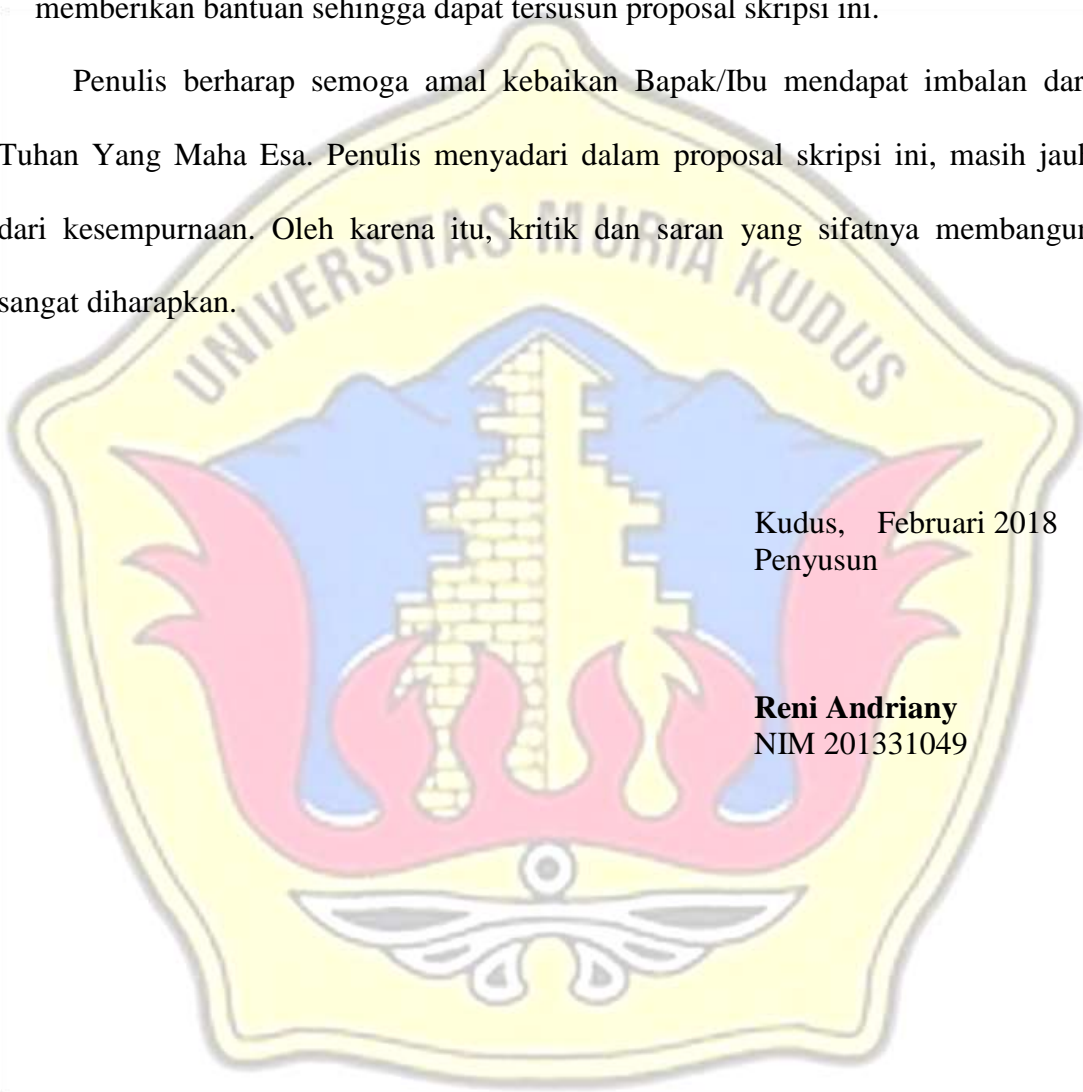 memberikan bantuan sehingga dapat tersusun proposal skripsi ini.
Penulis berharap semoga amal kebaikan Bapak/Ibu mendapat imbalan dar
Tuhan Yang Maha Esa. Penulis menyadari dalam proposal skripsi ini, masih jauh
dari kesempurnaan. Oleh karena itu, kritik dan saran yang sifatnya membangun
sangat diharapkan.
UNIVERSITAS MURIA KUDUS
Kudus, Februari 2018
Penyusun
Reni Andriany
NIM 201331049